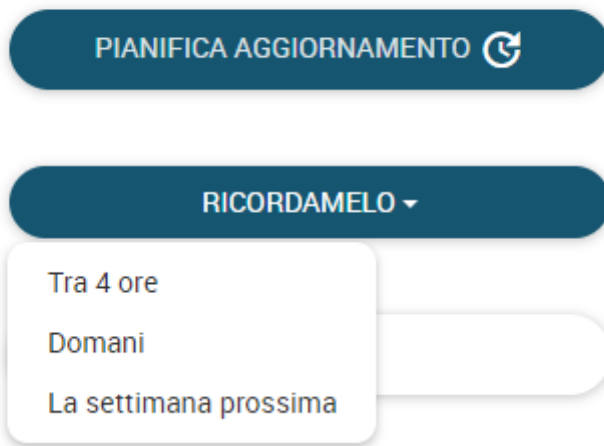 PIANIFICA AGGIORNAMENTO
RICORDAMELO
Tra 4 ore
Domani
La settimana prossima